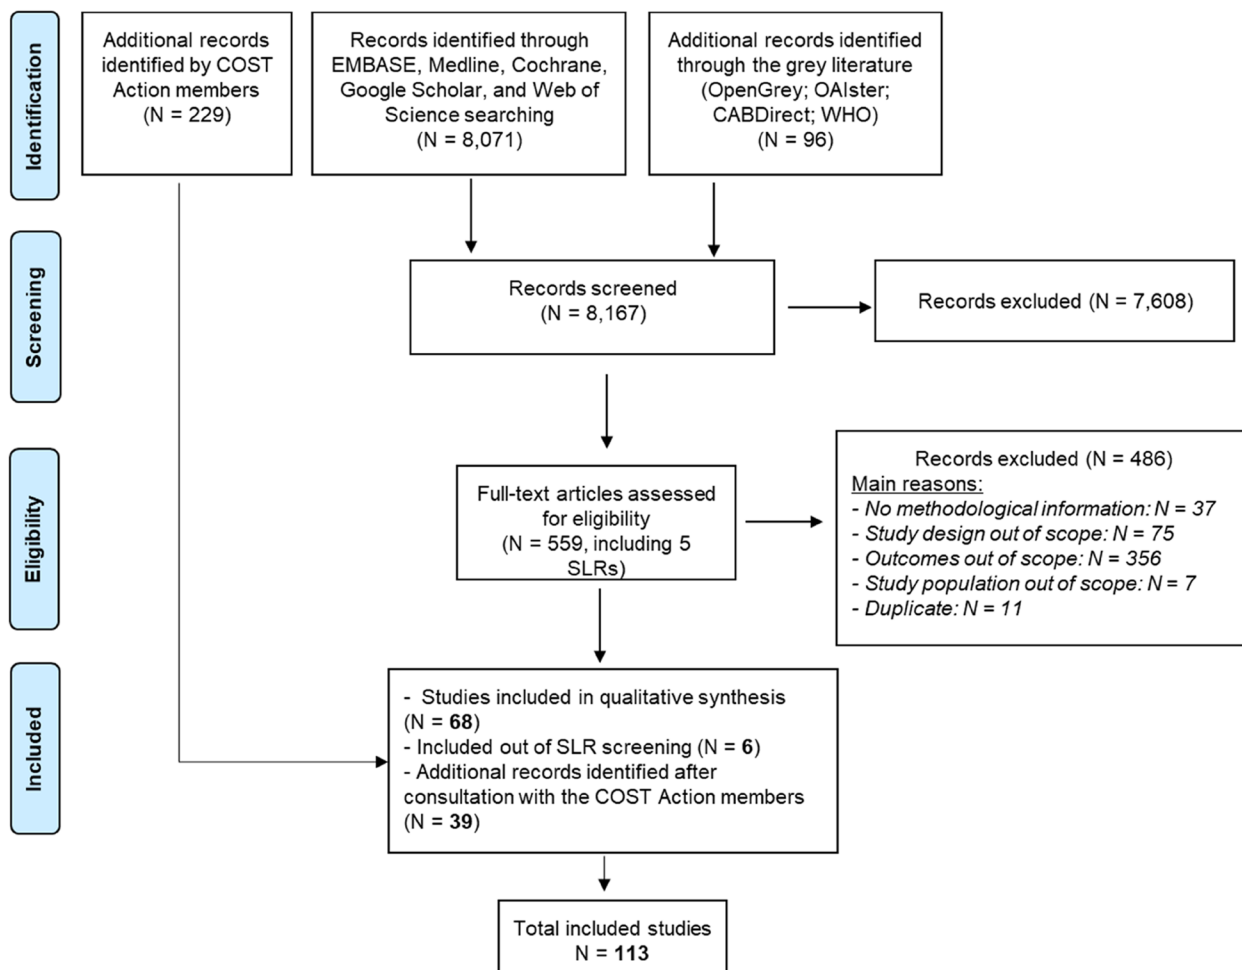 Identification
Additional records
identified by COST
Action members
(N = 229)
Records identified through
EMBASE, Medline, Cochrane,
Google Scholar, and Web of
Science searching
(N = 8,071)
Additional records identified
through the grey literature
(OpenGrey; OAIster;
CABDirect; WHO)
(N = 96)
Screening
Records screened
(N = 8,167)
Records excluded (N = 7,608)
Eligibility
Full-text articles assessed
for eligibility
(N = 559, including 5
SLRs)
Records excluded (N = 486)
Main reasons:
- No methodological information: N = 37
- Study design out of scope: N = 75
- Outcomes out of scope: N = 356
- Study population out of scope: N = 7
- Duplicate: N = 11
Included
- Studies included in qualitative synthesis
(N = 68)
- Included out of SLR screening (N = 6)
- Additional records identified after
consultation with the COST Action members
(N = 39)
Total included studies
N = 113